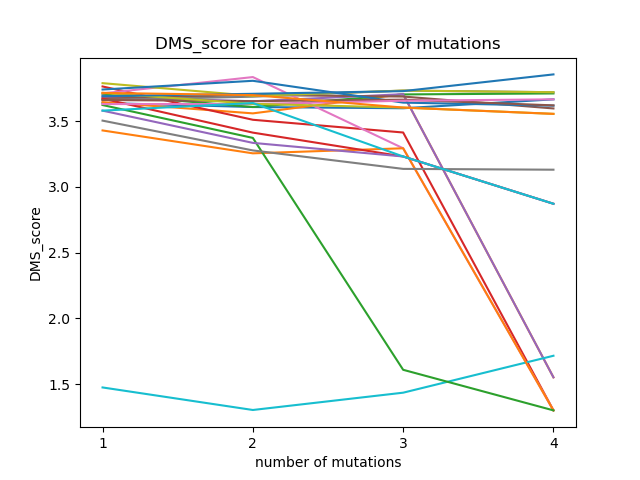 DMS_score for each number of mutations
3.5
3.0
2.5
2.0
1.5
DMS_score
1 2 3 4
number of mutations